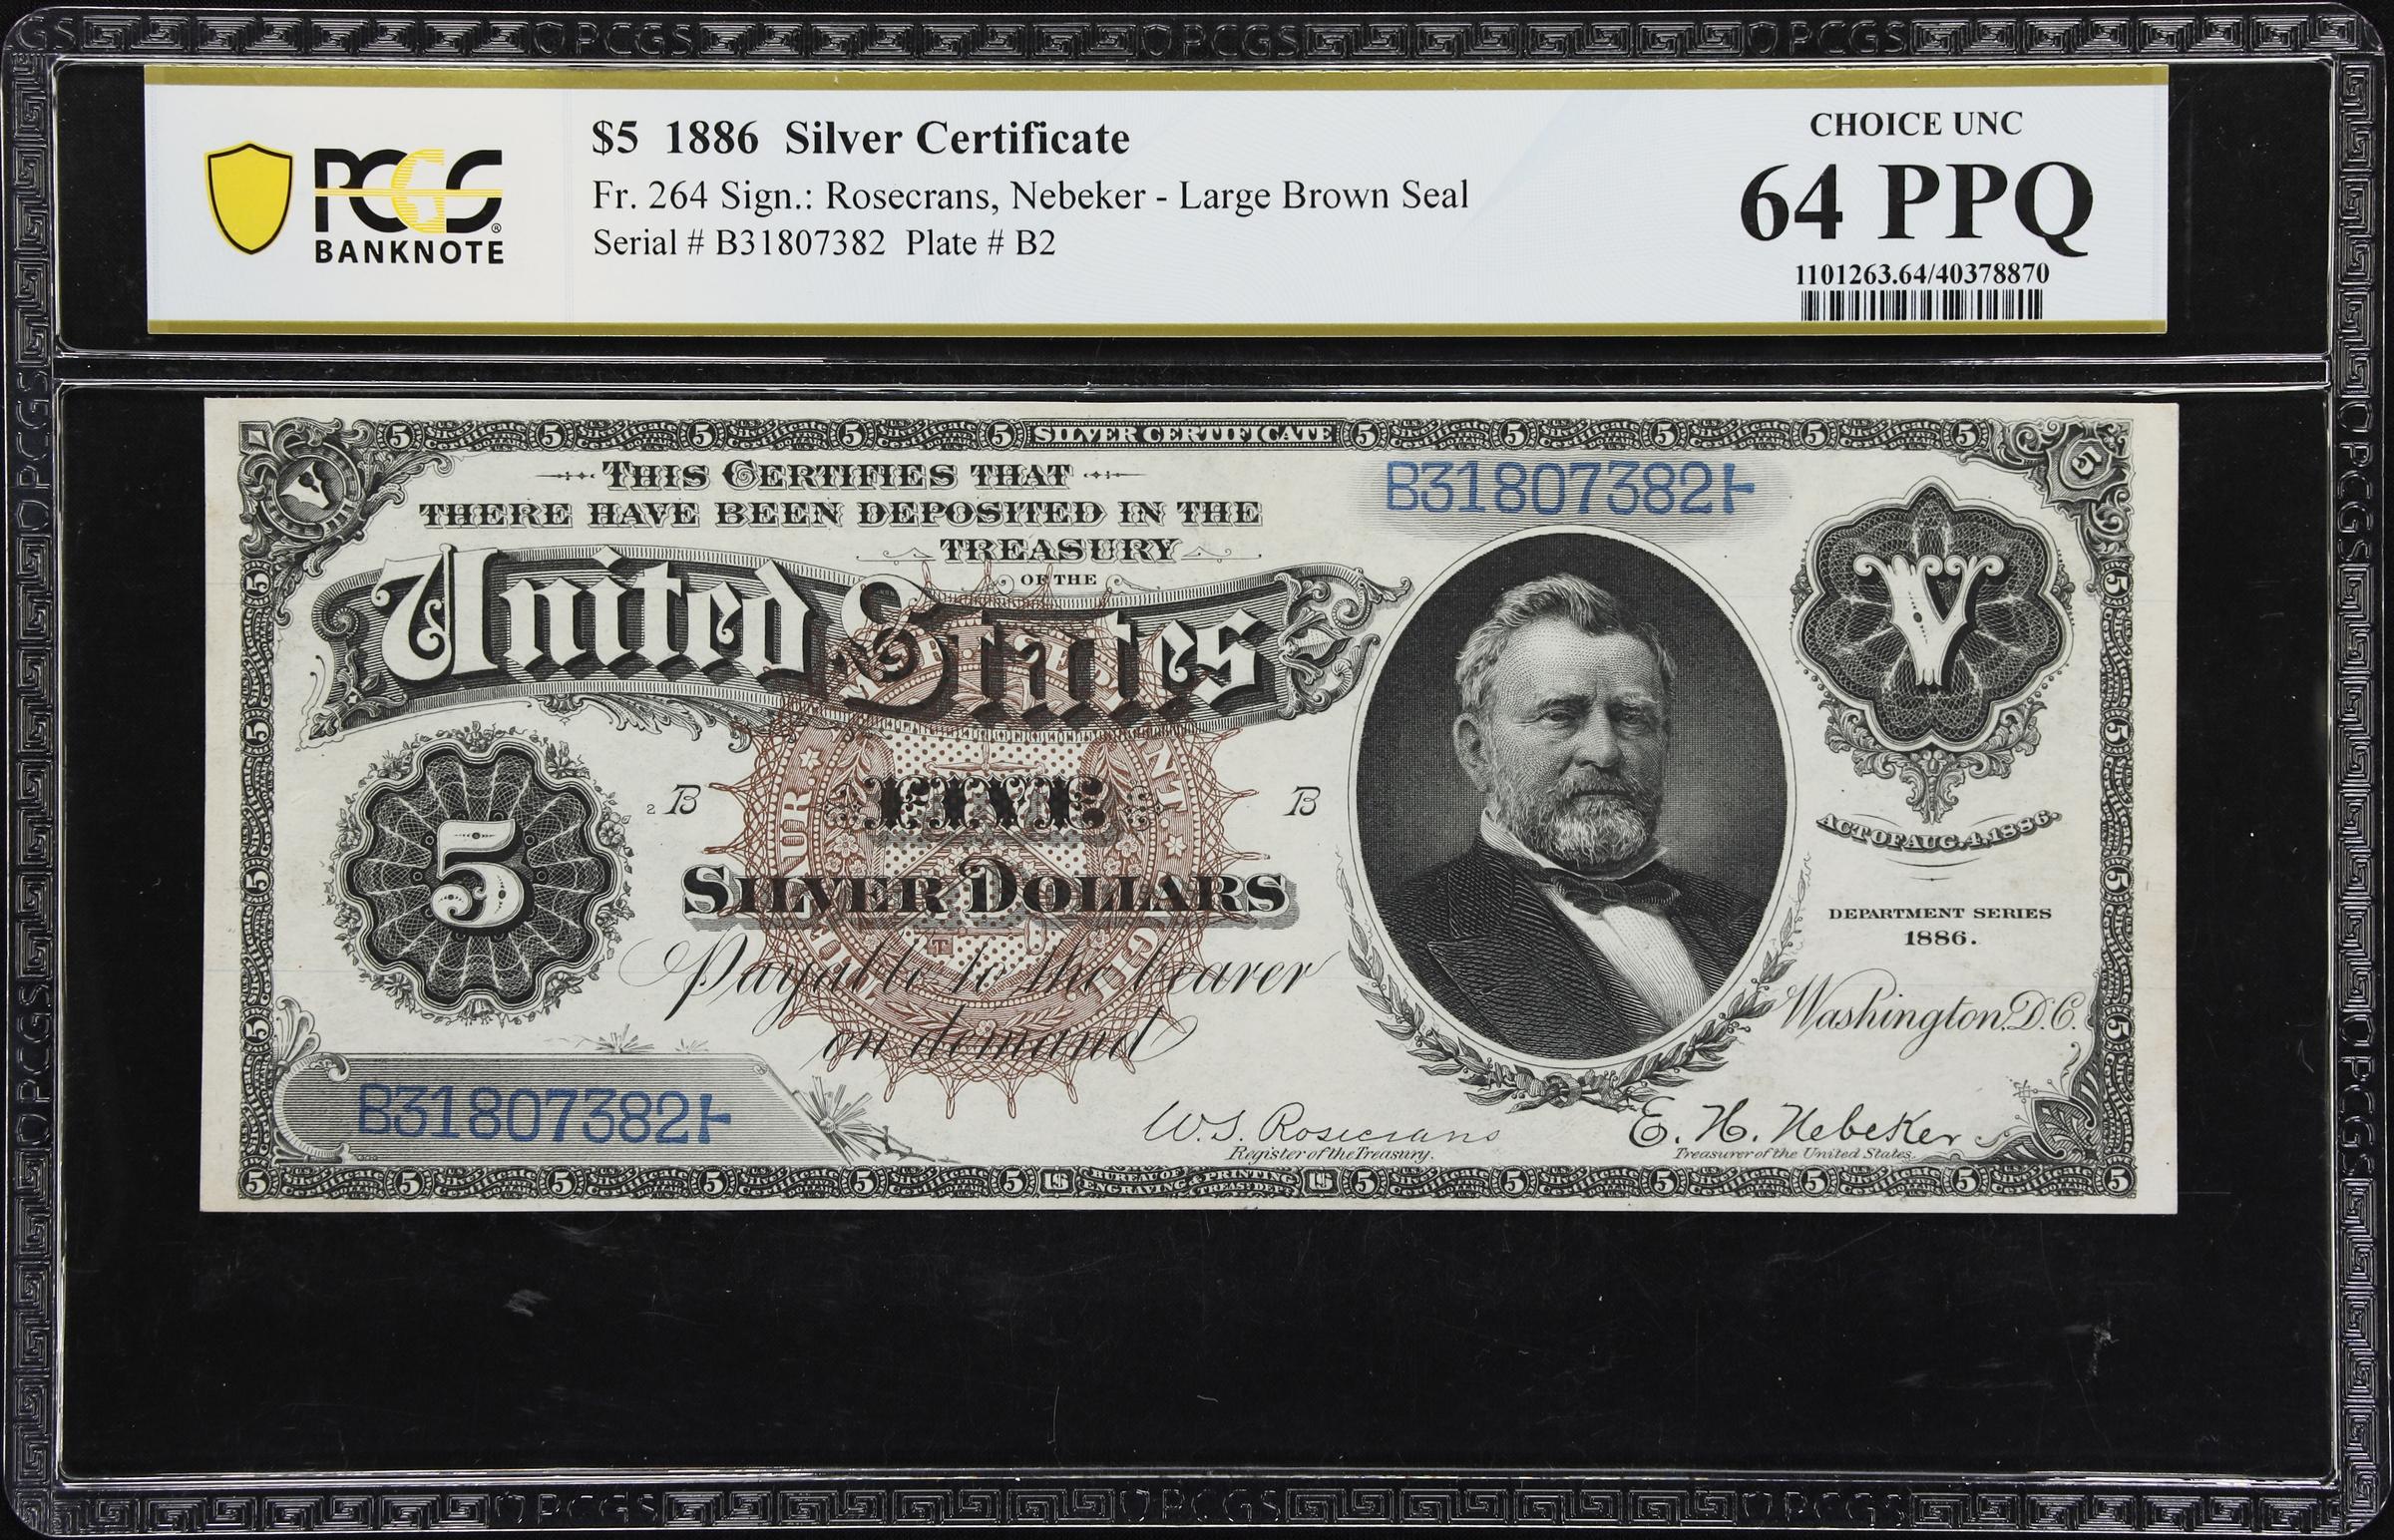 PCGS
BANKNOTE
$5 1886 Silver Certificate
Fr. 264 Sign.: Rosecrans, Nebeker - Large Brown Seal
Serial # B31807382 Plate # B2
CHOICE UNC
64 PPQ
1101263.64/40378870
SILVER CERTIFICATE
THIS CERTIFIES THAT
THERE HAVE BEEN DEPOSITED IN THE
TREASURY
OF THE
United States
B31807382
V
5
2 B
FIVE
B
SILVER DOLLARS
Payable to the bearer
on demand
ACT OF AUG. 4, 1886.
DEPARTMENT SERIES
1886.
Washington, D.C.
B31807382
W. S. Rosecrans
Register of the Treasury.
E. H. Nebeker
Treasurer of the United States.
BUREAU OF
ENGRAVING & PRINTING
TREAS. DEPT.